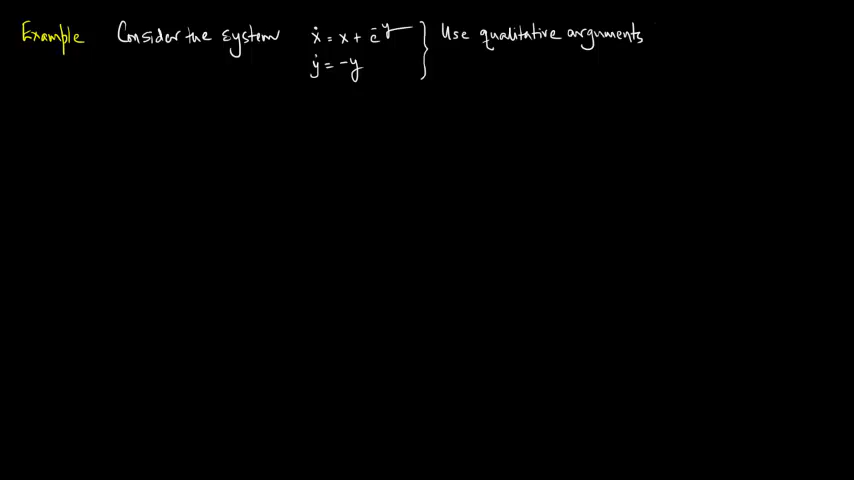 Example Consider the system ẋ = x + e^{-y} } Use qualitative arguments
ẏ = -y